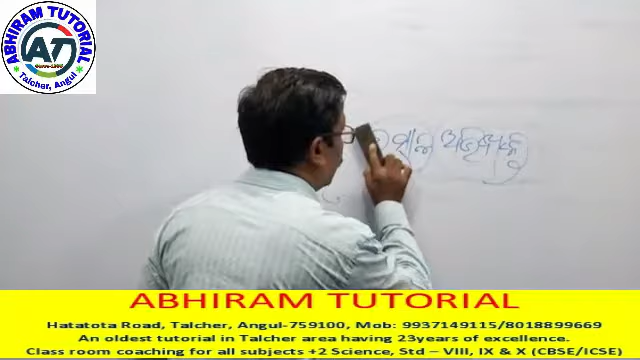 ABHIRAM TUTORIAL
AT
Since-1995
Talcher, Angul
ABHIRAM TUTORIAL
Hatatota Road, Talcher, Angul-759100, Mob: 9937149115/8018899669
An oldest tutorial in Talcher area having 23years of excellence.
Class room coaching for all subjects +2 Science, Std – VIII, IX & X (CBSE/ICSE)